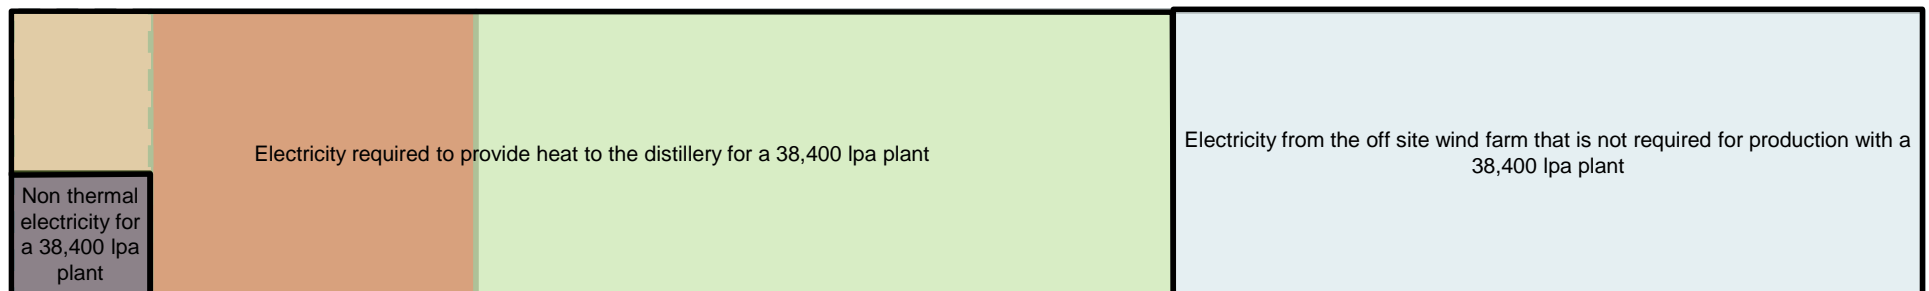 Electricity required to provide heat to the distillery for a 38,400 lpa plant
Electricity from the off site wind farm that is not required for production with a
38,400 lpa plant
Non thermal
electricity for
a 38,400 lpa
plant